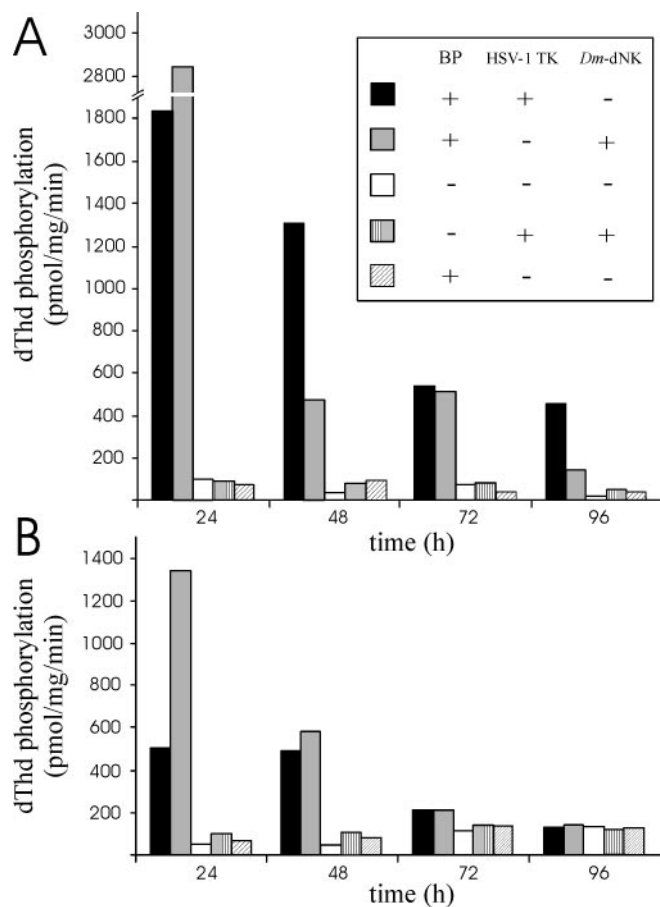 A
dThd phosphorylation
(pmol/mg/min)
3000
2800
1800
1600
1400
1200
1000
800
600
400
200
BP HSV-1 TK Dm-dNK
+ + -
+ - +
- - -
- + +
+ - -
24 48 72 96
time (h)
B
dThd phosphorylation
(pmol/mg/min)
1400
1200
1000
800
600
400
200
24 48 72 96
time (h)